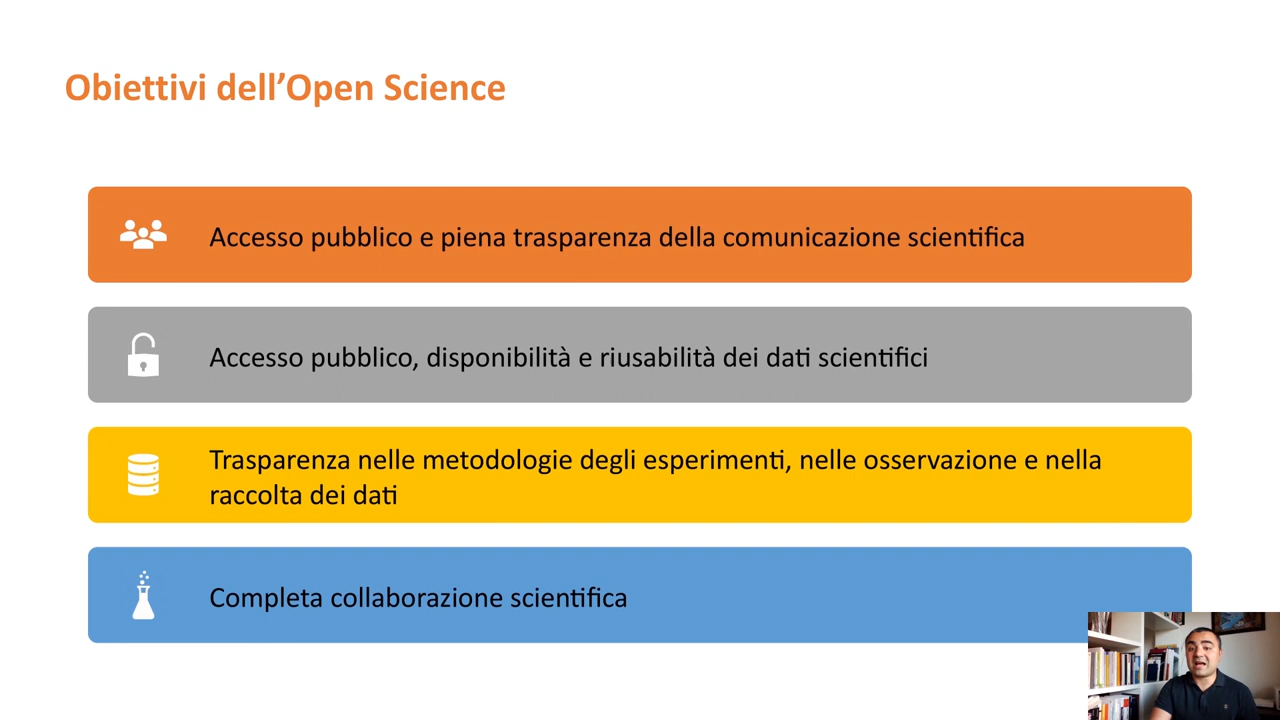 Obiettivi dell’Open Science
Accesso pubblico e piena trasparenza della comunicazione scientifica
Accesso pubblico, disponibilità e riusabilità dei dati scientifici
Trasparenza nelle metodologie degli esperimenti, nelle osservazione e nella
raccolta dei dati
Completa collaborazione scientifica